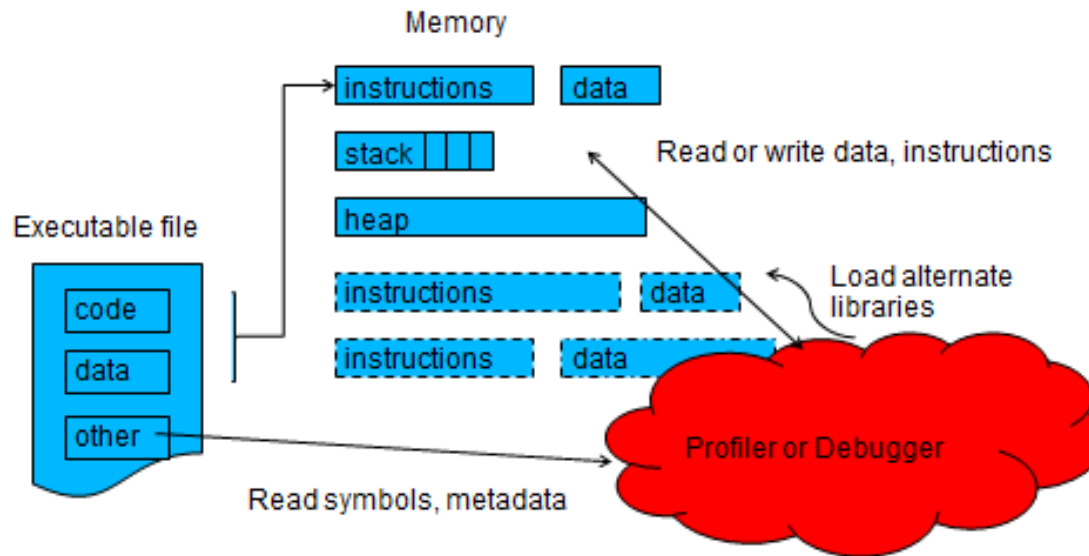 Memory
instructions
data
stack
Read or write data, instructions
heap
Executable file
instructions
data
Load alternate
libraries
code
instructions
data
data
other
Profiler or Debugger
Read symbols, metadata